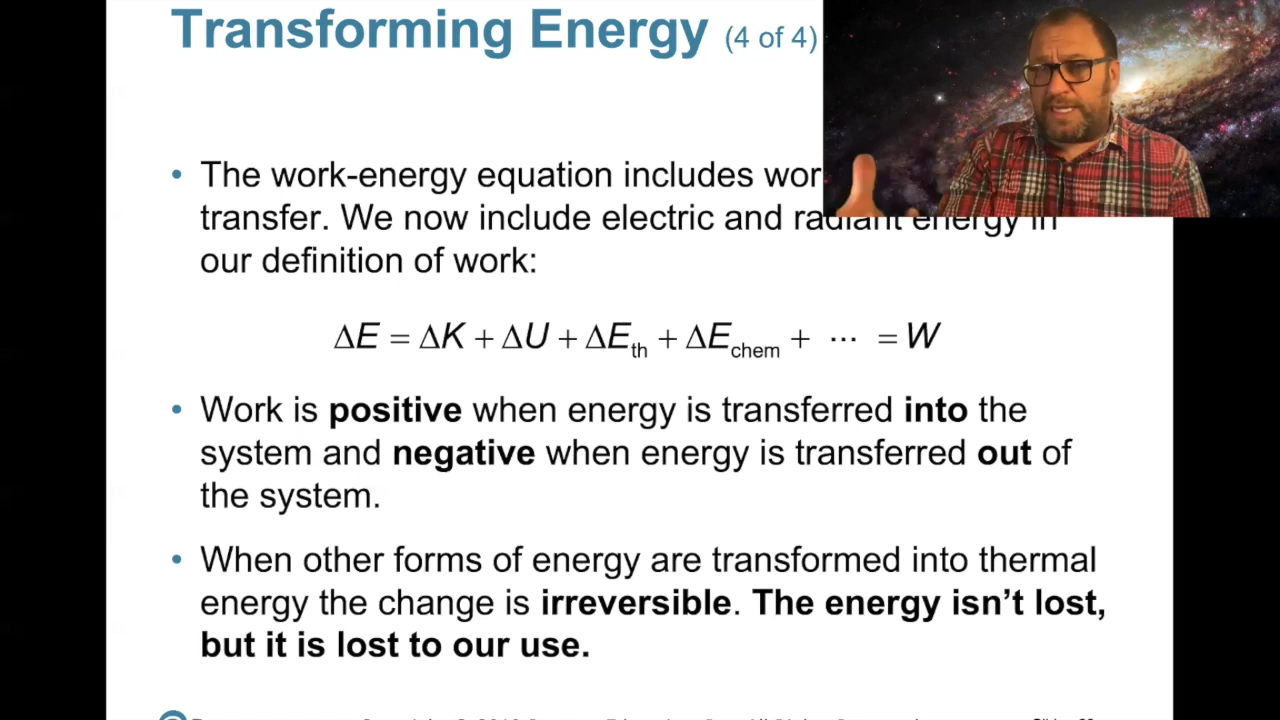 Transforming Energy (4 of 4)
• The work-energy equation includes
transfer. We now include electric and radiant energy in
our definition of work:
ΔE = ΔK + ΔU + ΔE_th + ΔE_chem + ⋯ = W
• Work is positive when energy is transferred into the
system and negative when energy is transferred out of
the system.
• When other forms of energy are transformed into thermal
energy the change is irreversible. The energy isn’t lost,
but it is lost to our use.